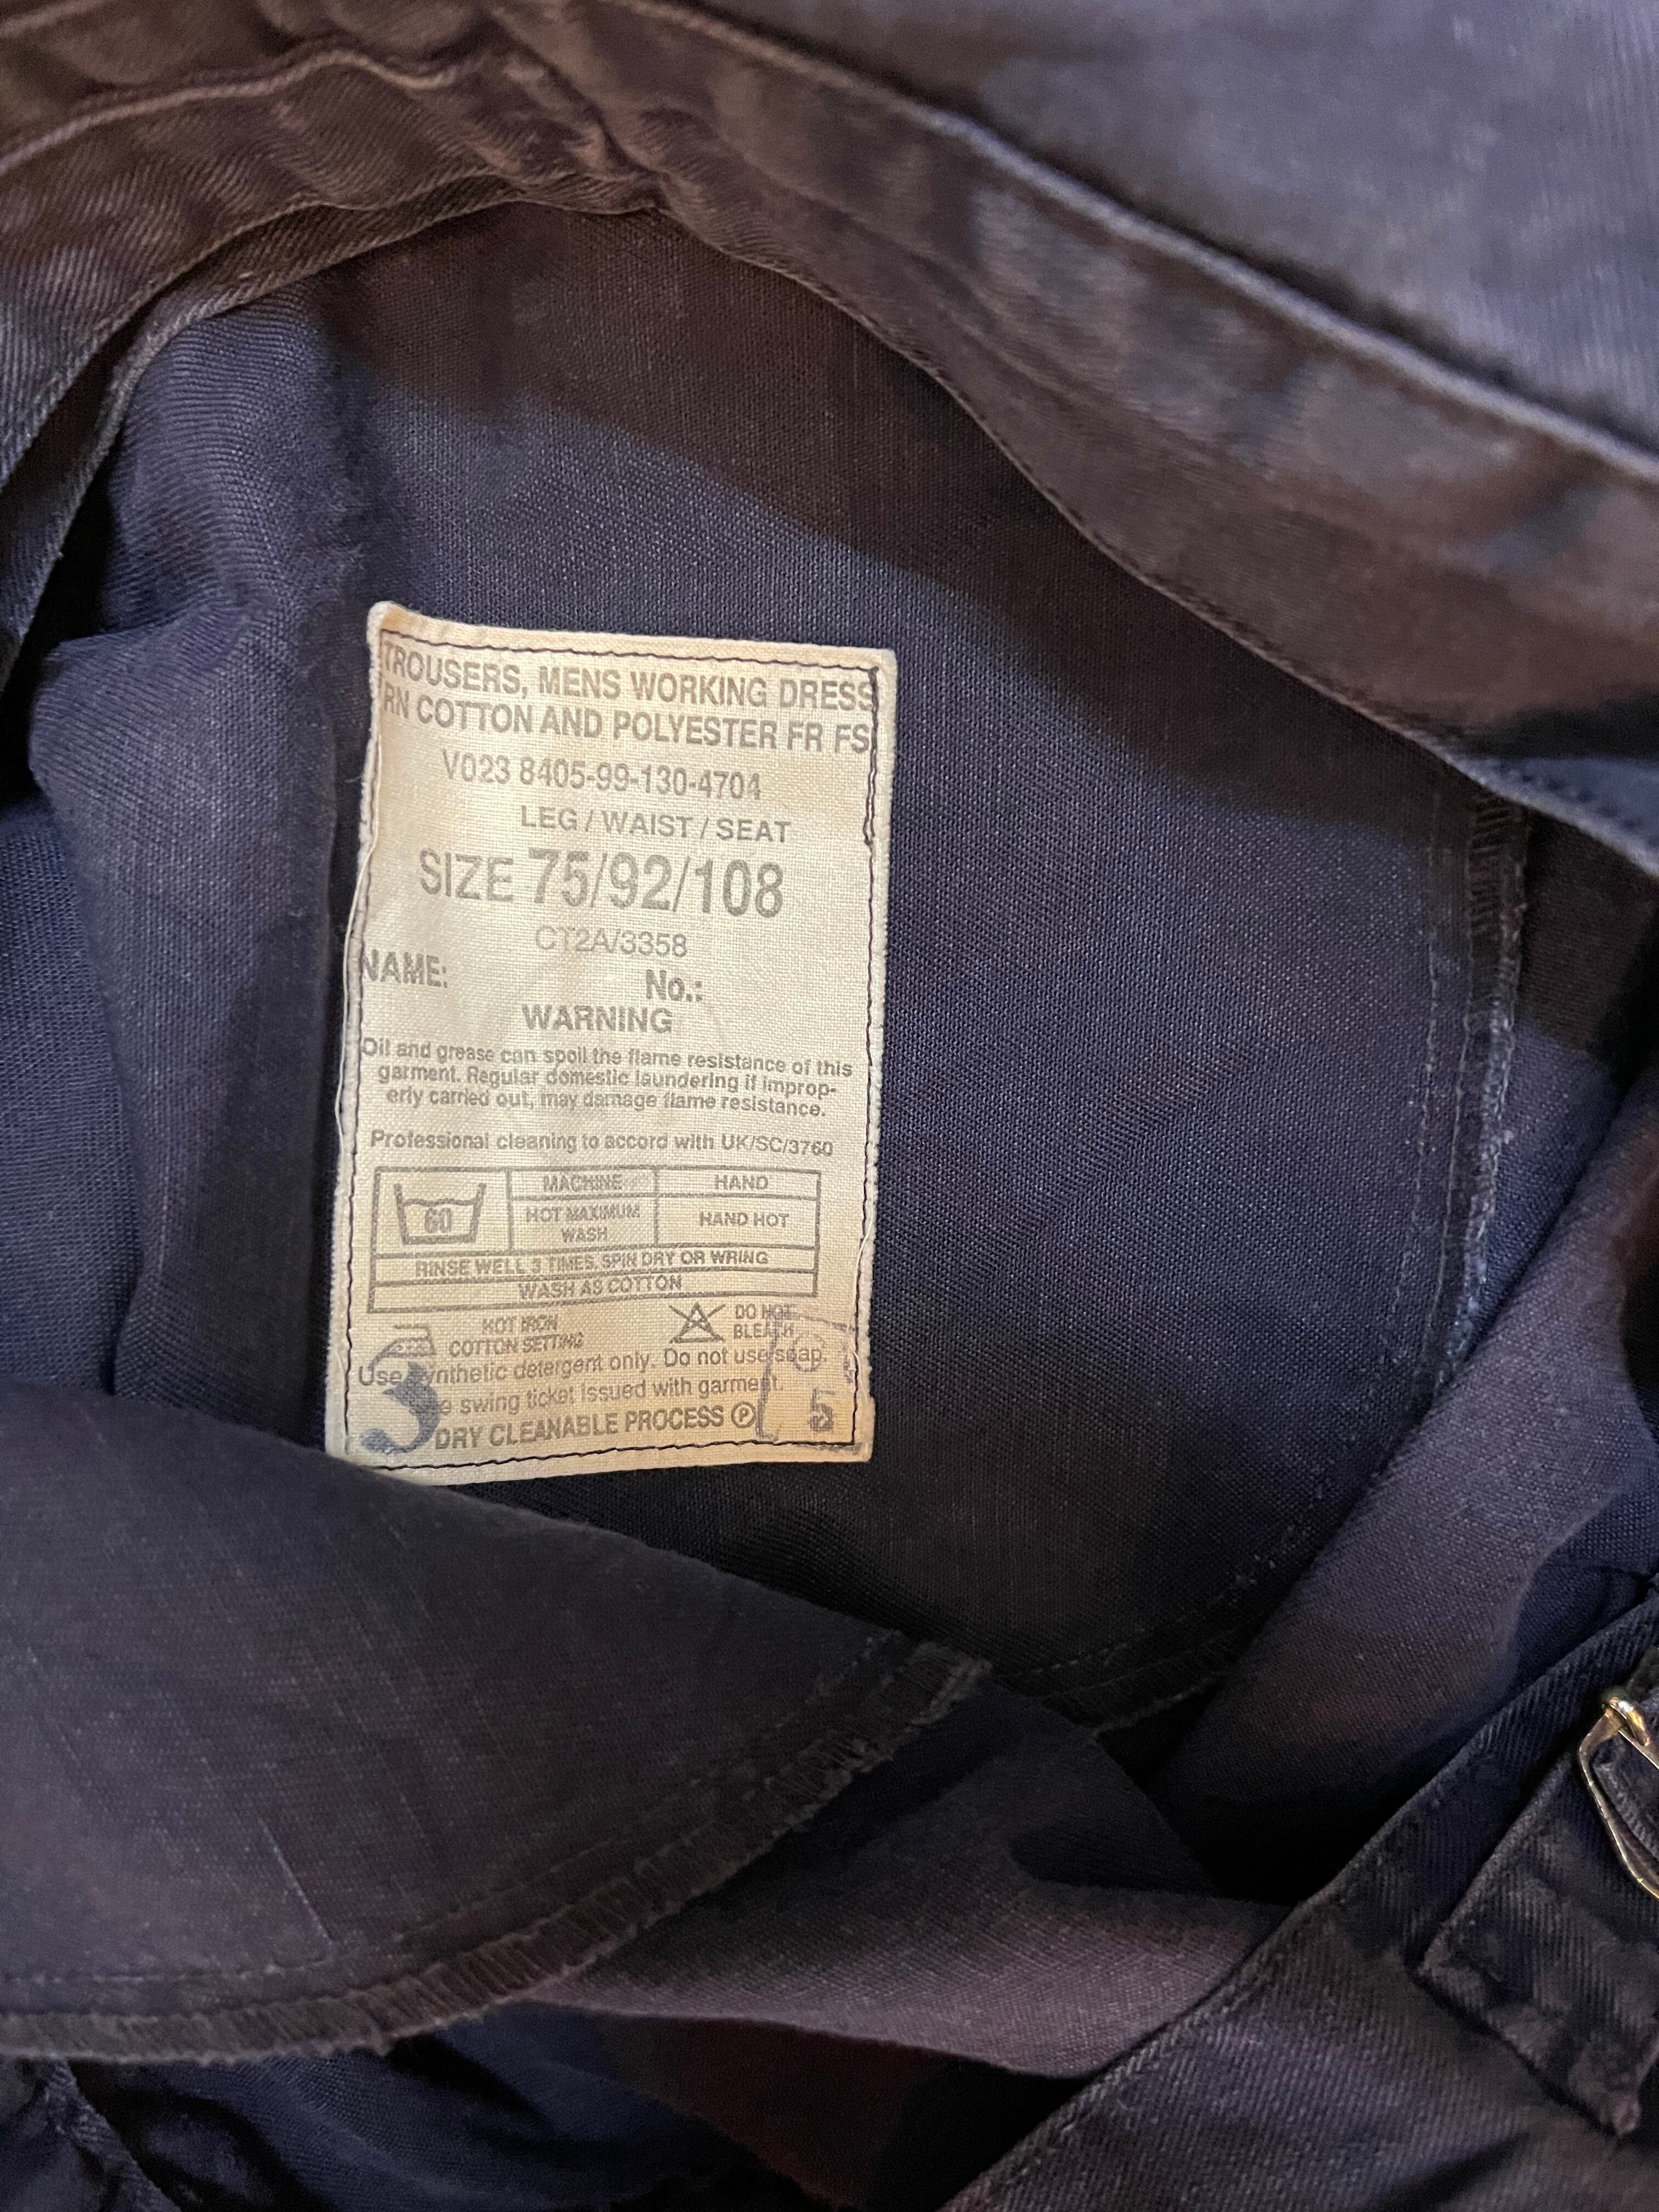 TROUSERS, MENS WORKING DRESS
RN COTTON AND POLYESTER FR FS
V023 8405-99-130-4704
LEG / WAIST / SEAT
SIZE 75/92/108
CT2A/3358
NAME: No.:
WARNING
Oil and grease can spoil the flame resistance of this
garment. Regular domestic laundering if improp-
erly carried out, may damage flame resistance.
Professional cleaning to accord with UK/SC/3760
60 MACHINE HAND
HOT MAXIMUM WASH HAND HOT
RINSE WELL 3 TIMES. SPIN DRY OR WRING
WASH AS COTTON
HOT IRON
COTTON SETTING
DO NOT
BLEACH
Use synthetic detergent only. Do not use soap.
swing ticket issued with garment.
DRY CLEANABLE PROCESS P
3
5